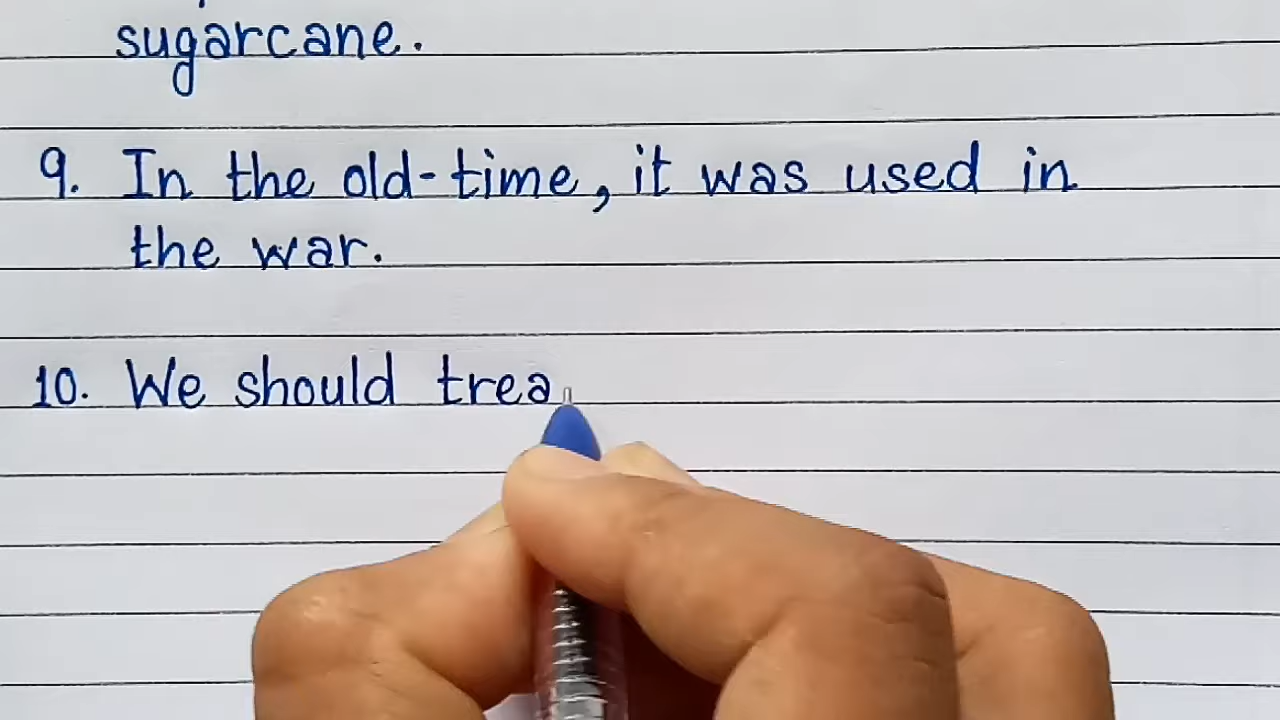 sugarcane.
9. In the old-time, it was used in
the war.
10. We should trea